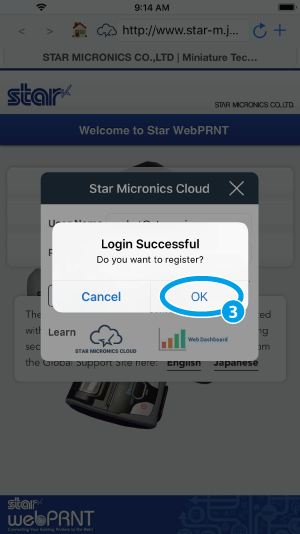 9:14 AM
http://www.star-m.j...
STAR MICRONICS CO.,LTD | Miniature Tec...
star
STAR MICRONICS CO.,LTD.
Welcome to Star WebPRNT
Star Micronics Cloud
User Name
Login Successful
Do you want to register?
Cancel OK
3
The
with
sec
the Global Support Site here: English Japanese
Learn
STAR MICRONICS CLOUD
Web Dashboard
star
webPRNT
Connecting Your Existing Printers to the Web!